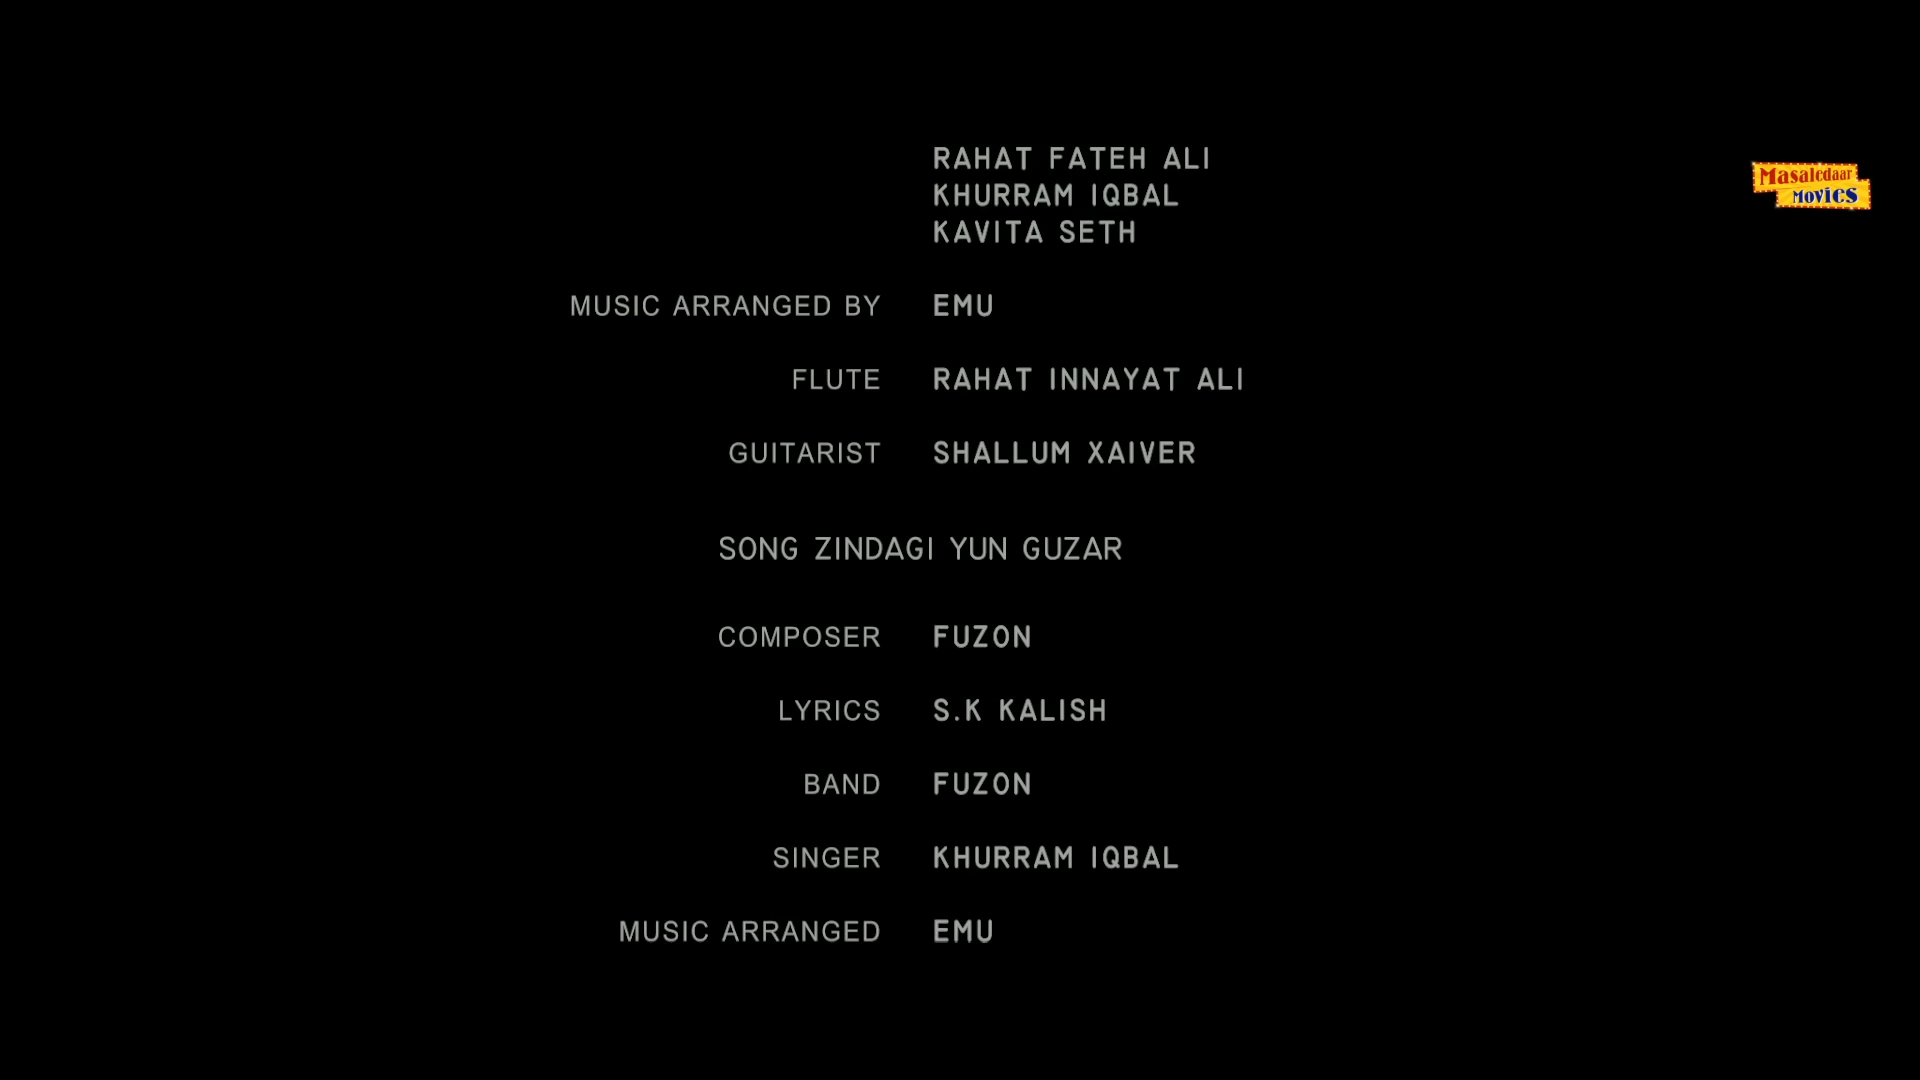 RAHAT FATEH ALI
KHURRAM IQBAL
KAVITA SETH
MUSIC ARRANGED BY EMU
FLUTE RAHAT INNAYAT ALI
GUITARIST SHALLUM XAIVER
SONG ZINDAGI YUN GUZAR
COMPOSER FUZON
LYRICS S.K KALISH
BAND FUZON
SINGER KHURRAM IQBAL
MUSIC ARRANGED EMU
Masaledaar
Movies